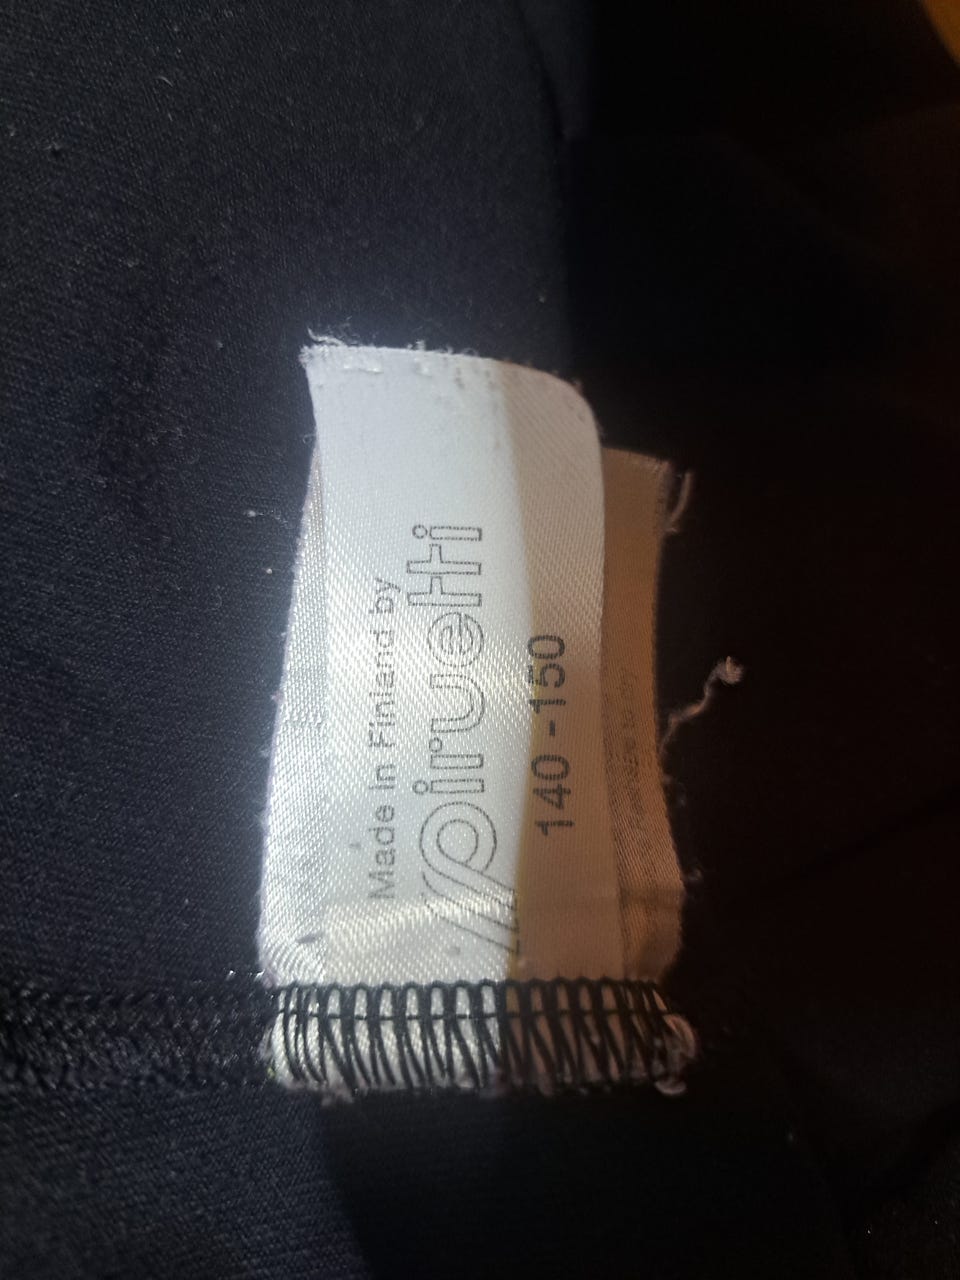 Made in Finland by
piruetti
140 - 150